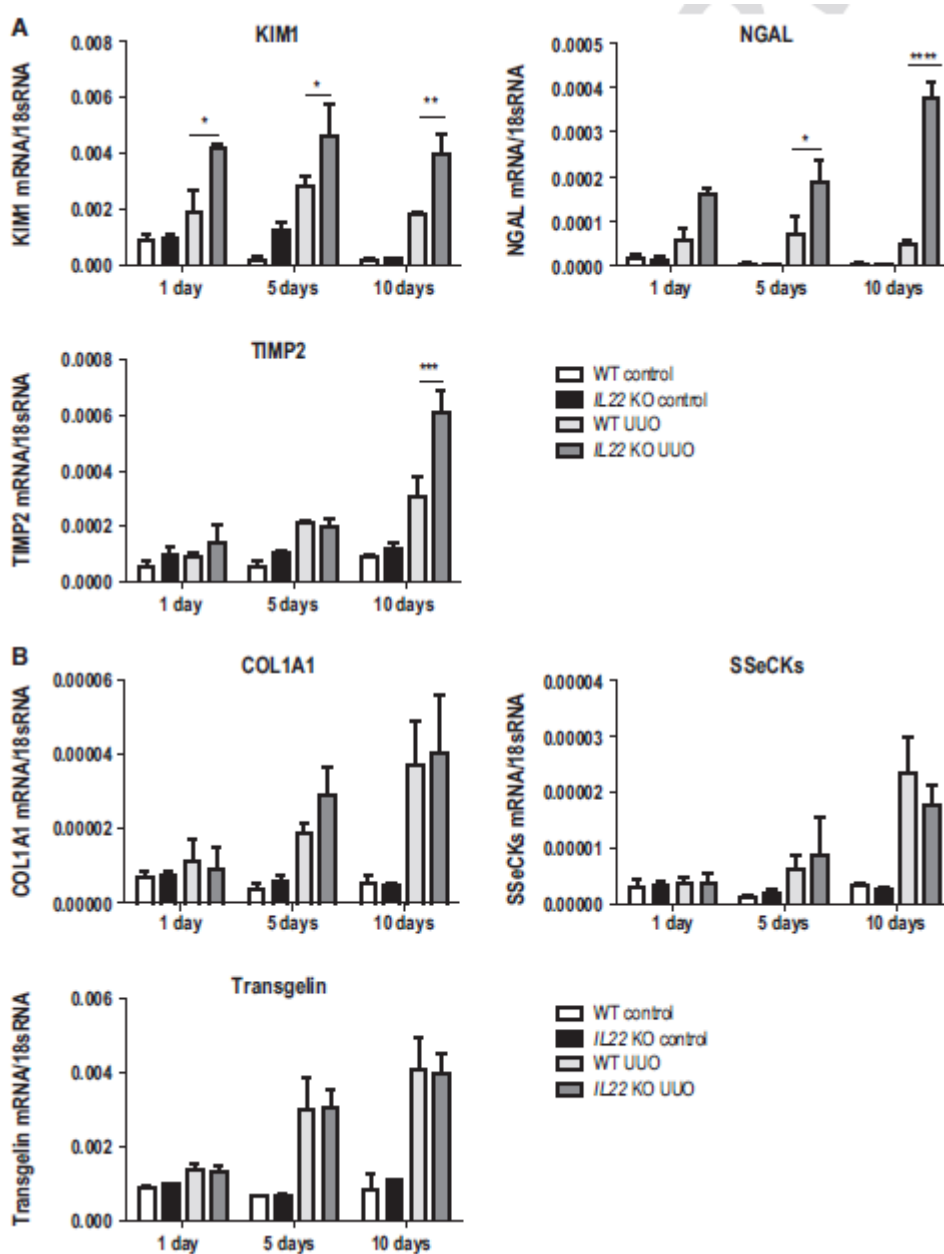 A
KIM1
KIM1 mRNA/18sRNA
0.008
0.006
0.004
0.002
0.000
*
*
**
1 day
5 days
10 days
NGAL
NGAL mRNA/18sRNA
0.0005
0.0004
0.0003
0.0002
0.0001
0.0000
*
****
1 day
5 days
10 days
TIMP2
TIMP2 mRNA/18sRNA
0.0008
0.0006
0.0004
0.0002
0.0000
***
1 day
5 days
10 days
WT control
IL22 KO control
WT UUO
IL22 KO UUO
B
COL1A1
COL1A1 mRNA/18sRNA
0.00006
0.00004
0.00002
0.00000
1 day
5 days
10 days
SSeCKs
SSeCKs mRNA/18sRNA
0.00004
0.00003
0.00002
0.00001
0.00000
1 day
5 days
10 days
Transgelin
Transgelin mRNA/18sRNA
0.006
0.004
0.002
0.000
1 day
5 days
10 days
WT control
IL22 KO control
WT UUO
IL22 KO UUO